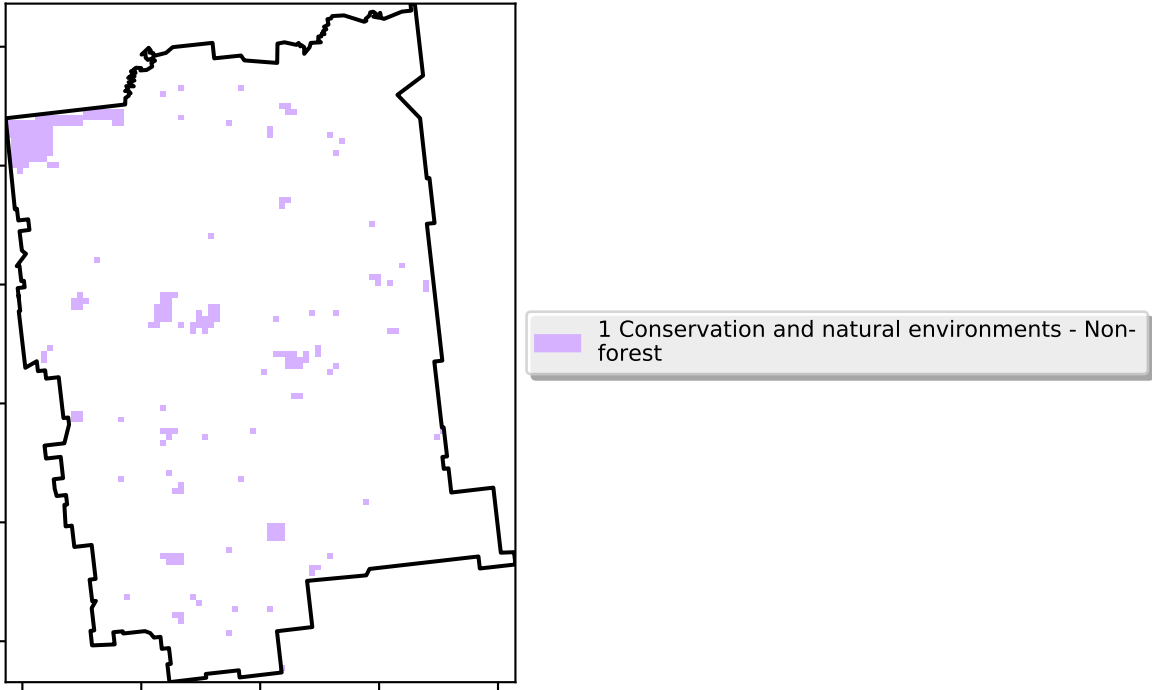 1 Conservation and natural environments - Non-
forest